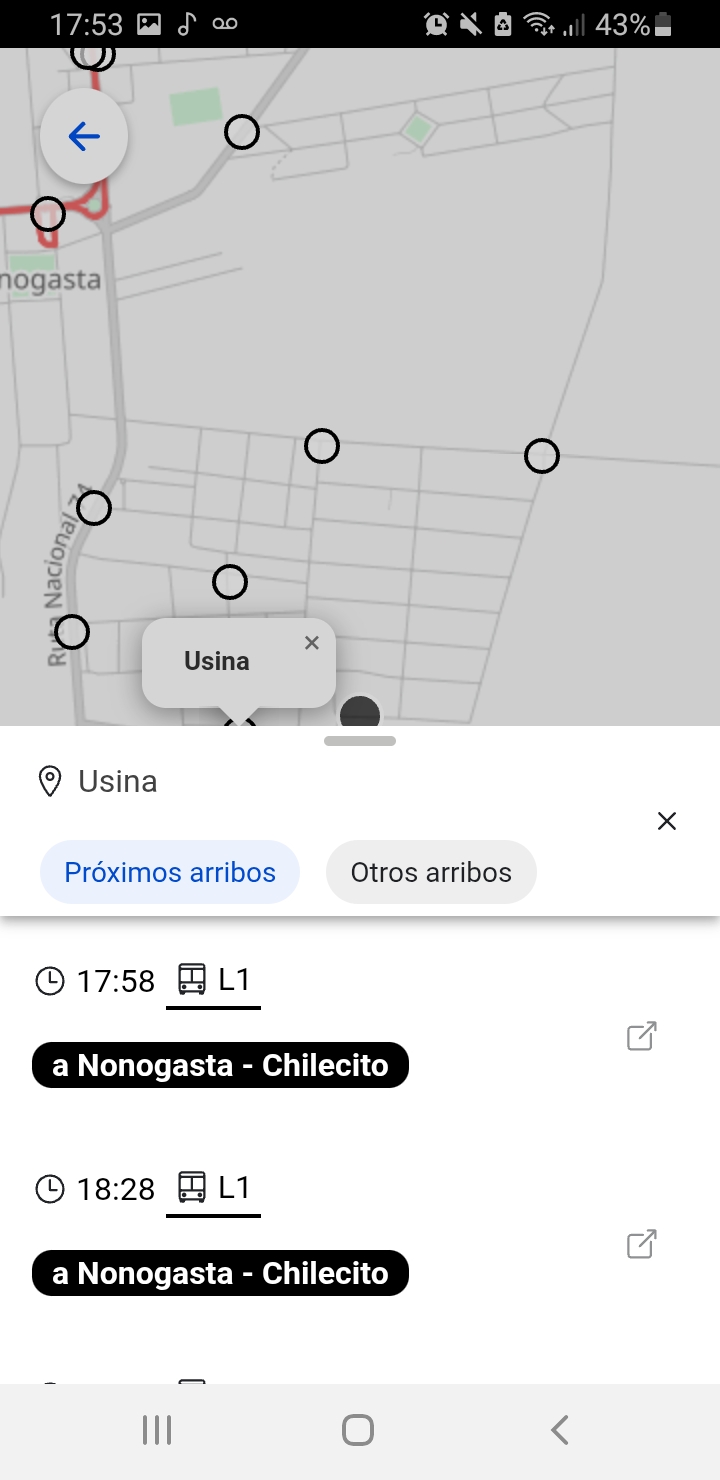 17:53
43%
nogasta
Ruta Nacional 74
Usina
×
Usina
Próximos arribos
Otros arribos
17:58 L1
a Nonogasta - Chilecito
18:28 L1
a Nonogasta - Chilecito